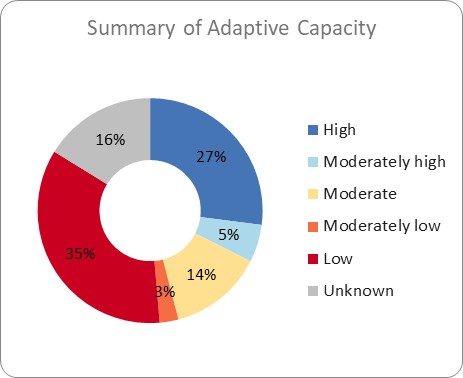 Summary of Adaptive Capacity
16%
27%
5%
14%
3%
35%
High
Moderately high
Moderate
Moderately low
Low
Unknown